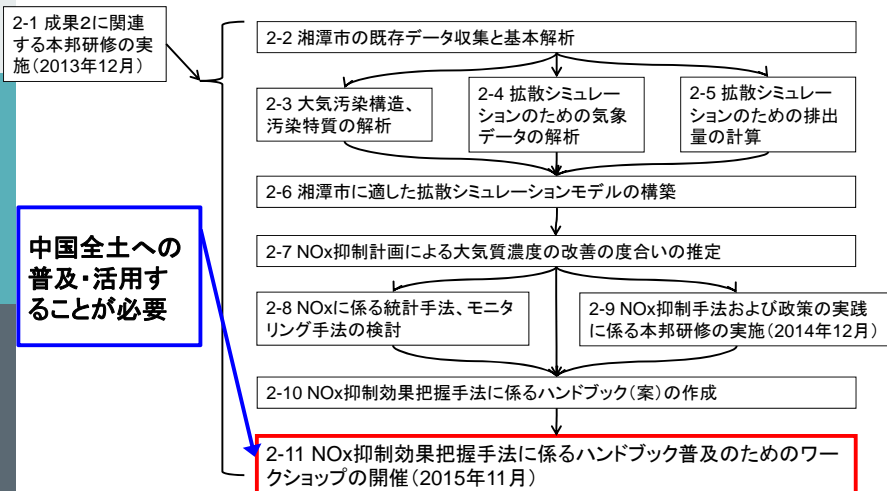 2-1 成果2に関連
する本邦研修の実
施(2013年12月)
2-2 湘潭市の既存データ収集と基本解析
2-3 大気汚染構造、
汚染特質の解析
2-4 拡散シミュレー
ションのための気象
データの解析
2-5 拡散シミュレー
ションのための排出
量の計算
2-6 湘潭市に適した拡散シミュレーションモデルの構築
中国全土への
普及・活用す
ることが必要
2-7 NOx抑制計画による大気質濃度の改善の度合いの推定
2-8 NOxに係る統計手法、モニタ
リング手法の検討
2-9 NOx抑制手法および政策の実践
に係る本邦研修の実施(2014年12月)
2-10 NOx抑制効果把握手法に係るハンドブック(案)の作成
2-11 NOx抑制効果把握手法に係るハンドブック普及のためのワー
クショップの開催(2015年11月)